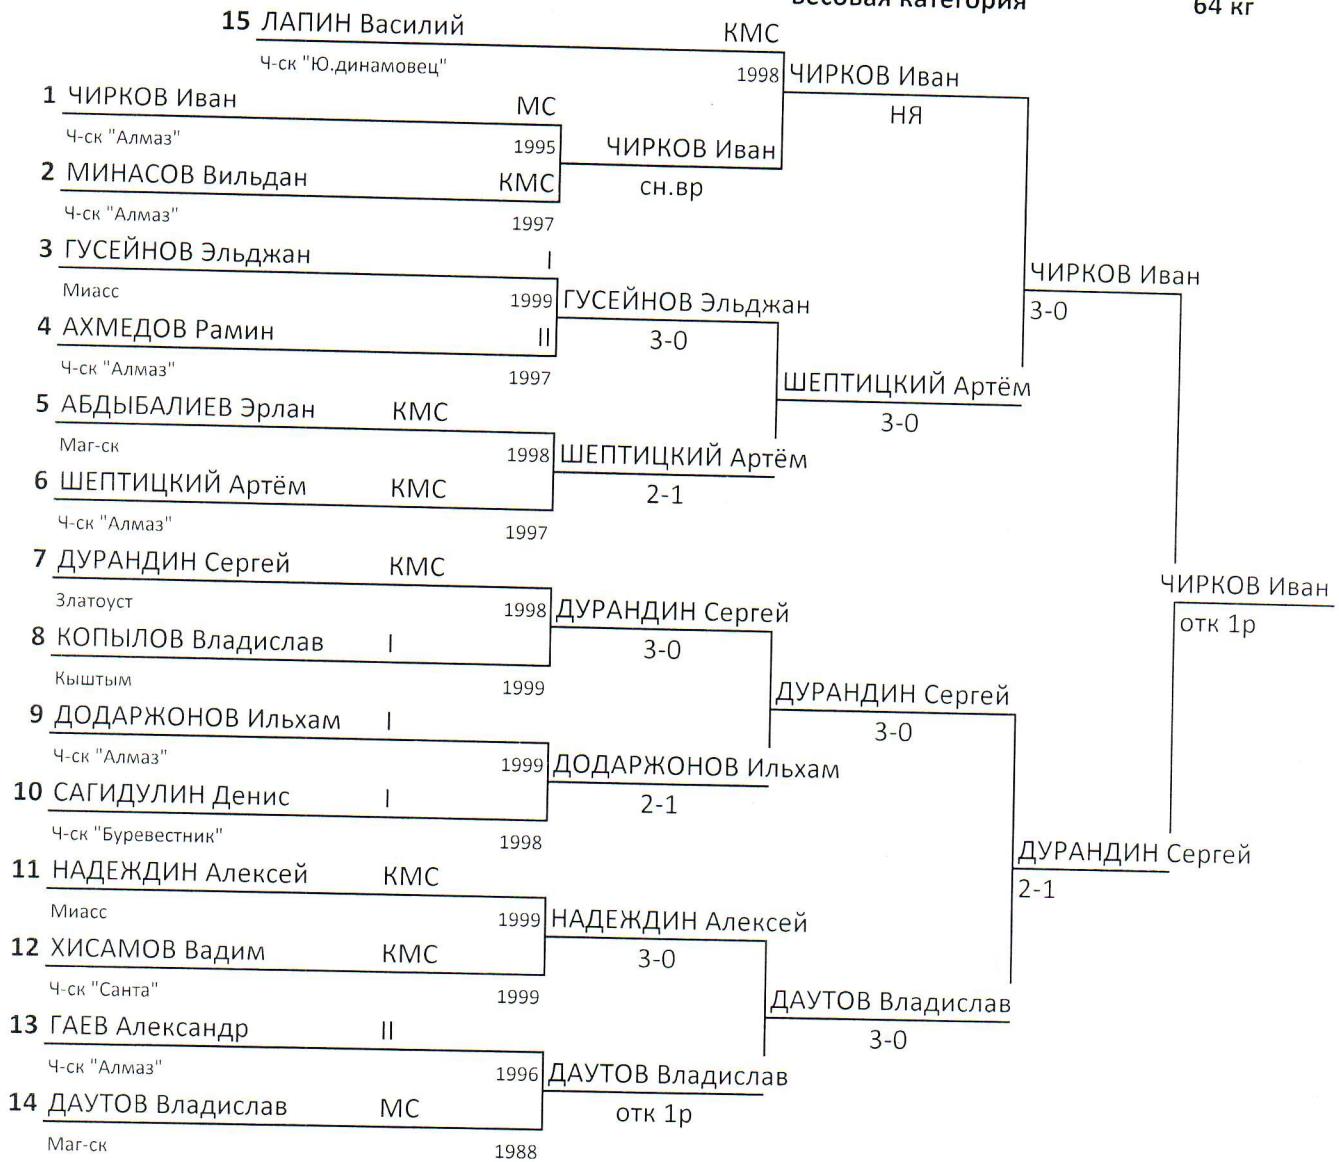 весовая категория 64 кг
15 ЛАПИН Василий КМС
Ч-ск "Ю.динамовец" 1998 ЧИРКОВ Иван
1 ЧИРКОВ Иван МС НЯ
Ч-ск "Алмаз" 1995 ЧИРКОВ Иван
2 МИНАСОВ Вильдан КМС сн.вр
Ч-ск "Алмаз" 1997
3 ГУСЕЙНОВ Эльджан I ЧИРКОВ Иван
Миасс 1999 ГУСЕЙНОВ Эльджан 3-0
4 АХМЕДОВ Рамин II 3-0
Ч-ск "Алмаз" 1997 ШЕПТИЦКИЙ Артём
5 АБДЫБАЛИЕВ Эрлан КМС 3-0
Маг-ск 1998 ШЕПТИЦКИЙ Артём
6 ШЕПТИЦКИЙ Артём КМС 2-1
Ч-ск "Алмаз" 1997
7 ДУРАНДИН Сергей КМС ЧИРКОВ Иван
Златоуст 1998 ДУРАНДИН Сергей отк 1р
8 КОПЫЛОВ Владислав I 3-0
Кыштым 1999 ДУРАНДИН Сергей
9 ДОДАРЖОНОВ Ильхам I 3-0
Ч-ск "Алмаз" 1999 ДОДАРЖОНОВ Ильхам
10 САГИДУЛИН Денис I 2-1
Ч-ск "Буревестник" 1998 ДУРАНДИН Сергей
11 НАДЕЖДИН Алексей КМС 2-1
Миасс 1999 НАДЕЖДИН Алексей
12 ХИСАМОВ Вадим КМС 3-0
Ч-ск "Санта" 1999 ДАУТОВ Владислав
13 ГАЕВ Александр II 3-0
Ч-ск "Алмаз" 1996 ДАУТОВ Владислав
14 ДАУТОВ Владислав МС отк 1р
Маг-ск 1988